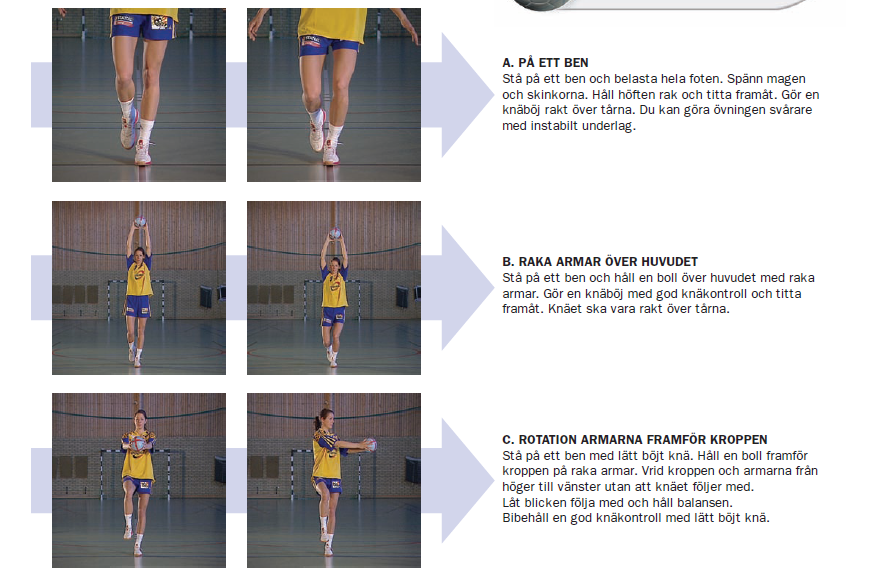 A. PÅ ETT BEN
Stå på ett ben och belasta hela foten. Spänn magen
och skinkorna. Håll höften rak och titta framåt. Gör en
knäböj rakt över tårna. Du kan göra övningen svårare
med instabilt underlag.
B. RAKA ARMAR ÖVER HUVUDET
Stå på ett ben och håll en boll över huvudet med raka
armar. Gör en knäböj med god knäkontroll och titta
framåt. Knäet ska vara rakt över tårna.
C. ROTATION ARMARNA FRAMFÖR KROPPEN
Stå på ett ben med lätt böjt knä. Håll en boll framför
kroppen på raka armar. Vrid kroppen och armarna från
höger till vänster utan att knäet följer med.
Låt blicken följa med och håll balansen.
Bibehåll en god knäkontroll med lätt böjt knä.